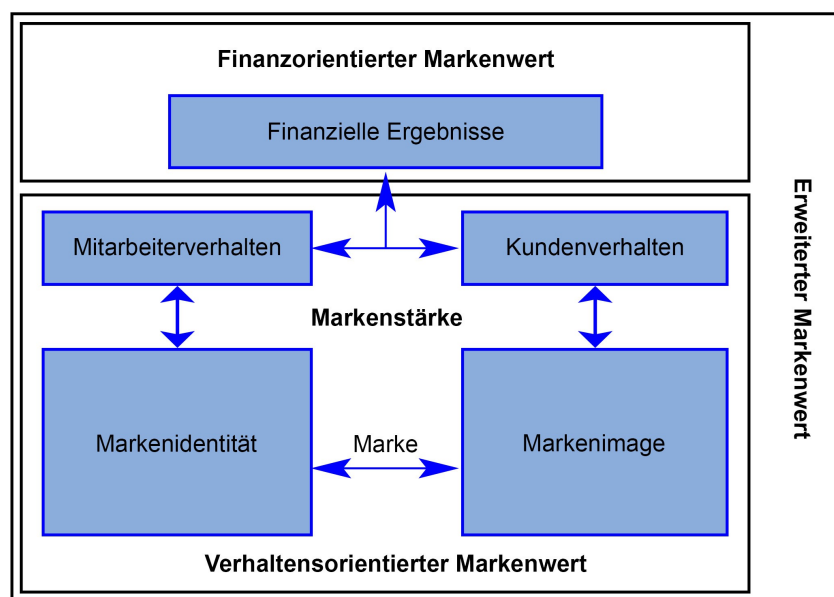 Finanzorientierter Markenwert
Finanzielle Ergebnisse
Mitarbeiterverhalten
Kundenverhalten
Markenstärke
Markenidentität
Marke
Markenimage
Verhaltensorientierter Markenwert
Erweiterter Markenwert